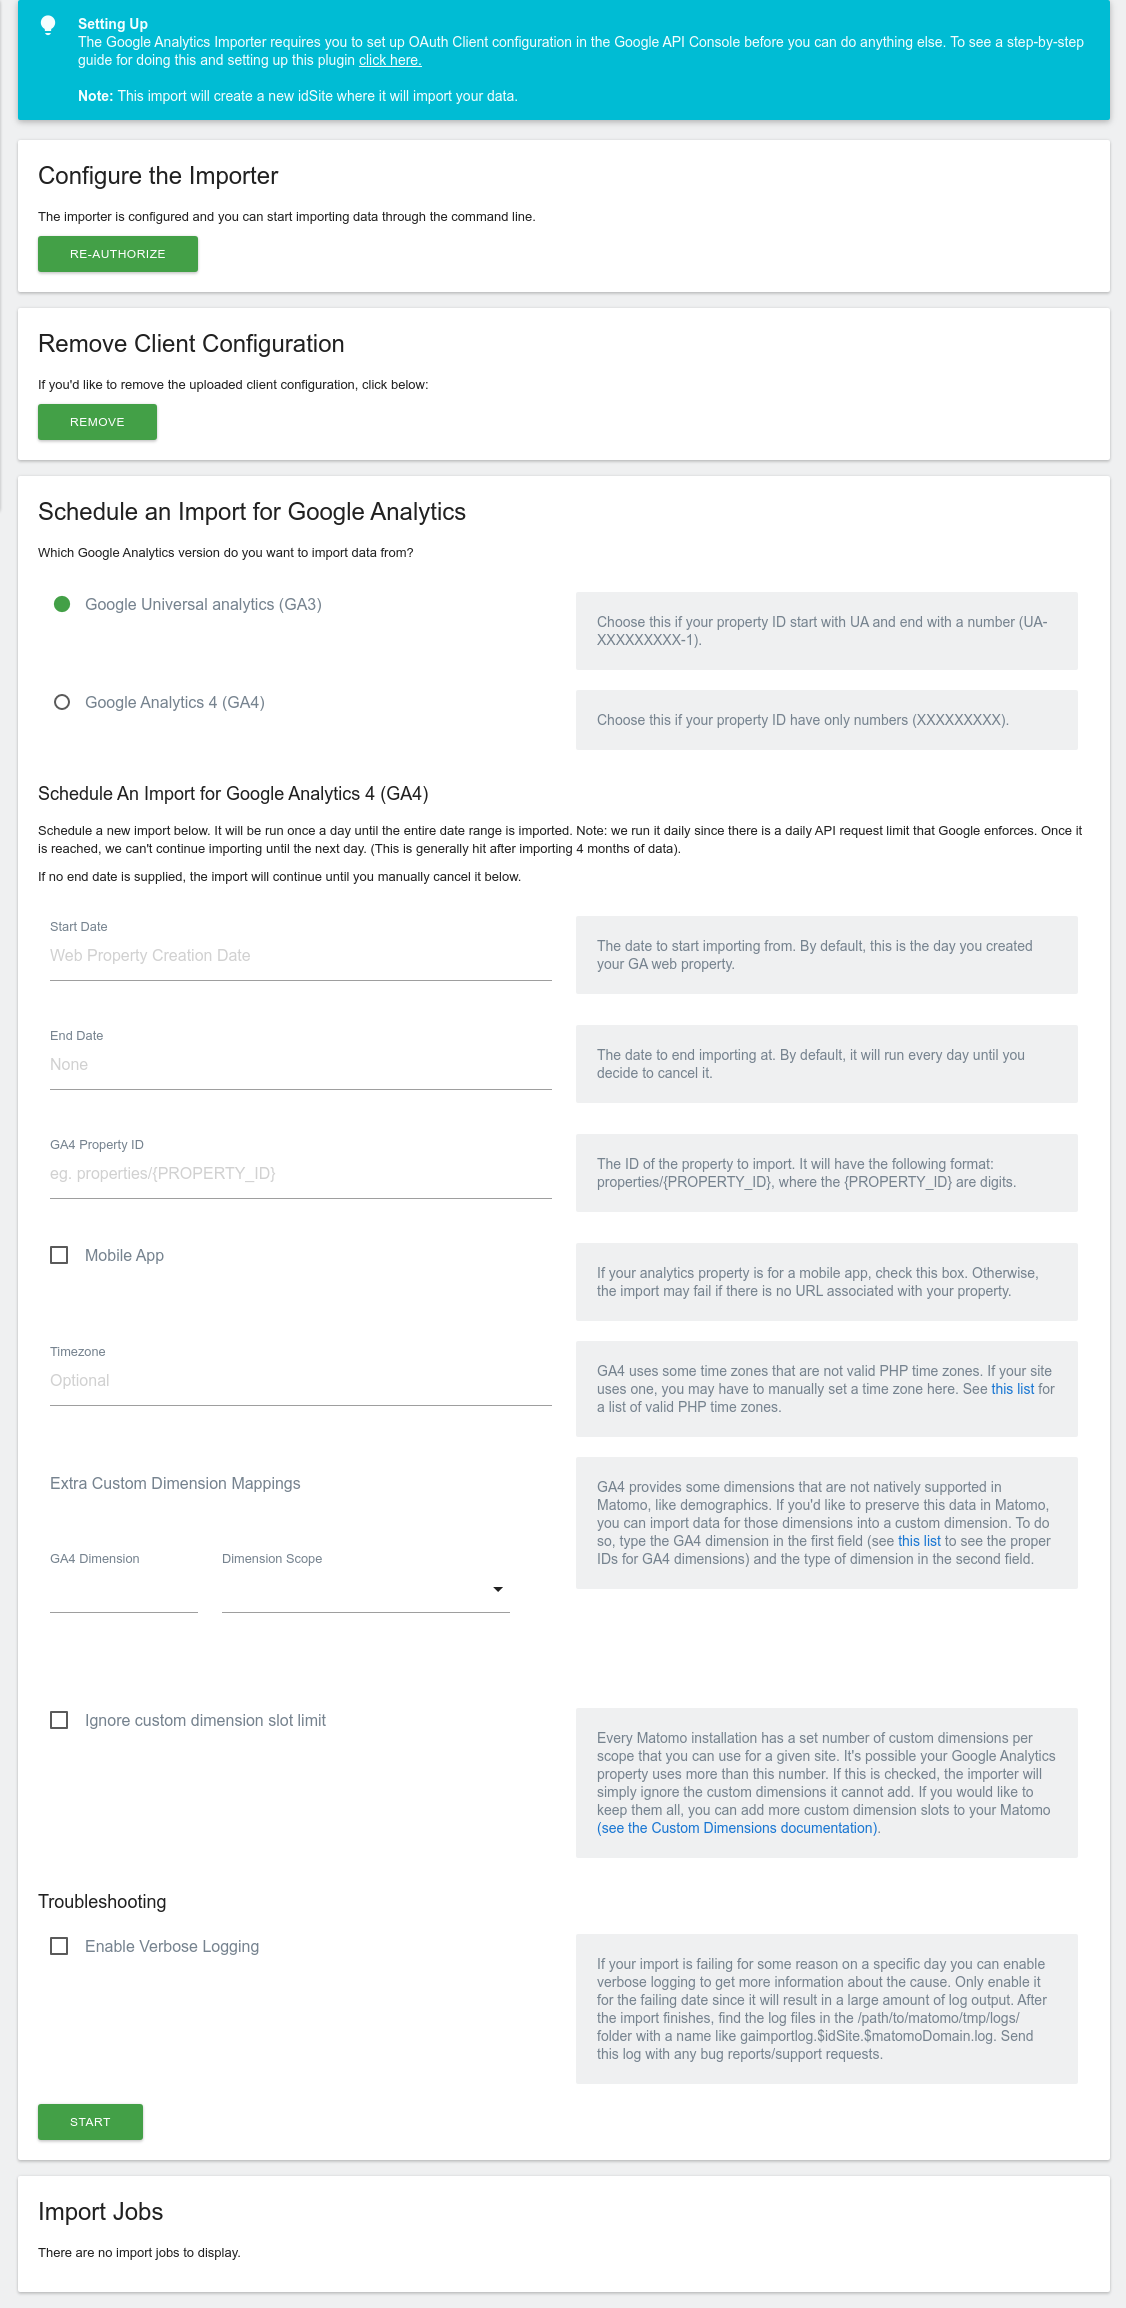 Setting Up
The Google Analytics Importer requires you to set up OAuth Client configuration in the Google API Console before you can do anything else. To see a step-by-step
guide for doing this and setting up this plugin click here.
Note: This import will create a new idSite where it will import your data.
Configure the Importer
The importer is configured and you can start importing data through the command line.
RE-AUTHORIZE
Remove Client Configuration
If you'd like to remove the uploaded client configuration, click below:
REMOVE
Schedule an Import for Google Analytics
Which Google Analytics version do you want to import data from?
Google Universal analytics (GA3)
Choose this if your property ID start with UA and end with a number (UA-
XXXXXXXXX-1).
Google Analytics 4 (GA4)
Choose this if your property ID have only numbers (XXXXXXXXX).
Schedule An Import for Google Analytics 4 (GA4)
Schedule a new import below. It will be run once a day until the entire date range is imported. Note: we run it daily since there is a daily API request limit that Google enforces. Once it
is reached, we can't continue importing until the next day. (This is generally hit after importing 4 months of data).
If no end date is supplied, the import will continue until you manually cancel it below.
Start Date
Web Property Creation Date
The date to start importing from. By default, this is the day you created
your GA web property.
End Date
None
The date to end importing at. By default, it will run every day until you
decide to cancel it.
GA4 Property ID
eg. properties/{PROPERTY_ID}
The ID of the property to import. It will have the following format:
properties/{PROPERTY_ID}, where the {PROPERTY_ID} are digits.
Mobile App
If your analytics property is for a mobile app, check this box. Otherwise,
the import may fail if there is no URL associated with your property.
Timezone
Optional
GA4 uses some time zones that are not valid PHP time zones. If your site
uses one, you may have to manually set a time zone here. See this list for
a list of valid PHP time zones.
Extra Custom Dimension Mappings
GA4 provides some dimensions that are not natively supported in
Matomo, like demographics. If you'd like to preserve this data in Matomo,
you can import data for those dimensions into a custom dimension. To do
so, type the GA4 dimension in the first field (see this list to see the proper
IDs for GA4 dimensions) and the type of dimension in the second field.
GA4 Dimension
Dimension Scope
Ignore custom dimension slot limit
Every Matomo installation has a set number of custom dimensions per
scope that you can use for a given site. It's possible your Google Analytics
property uses more than this number. If this is checked, the importer will
simply ignore the custom dimensions it cannot add. If you would like to
keep them all, you can add more custom dimension slots to your Matomo
(see the Custom Dimensions documentation).
Troubleshooting
Enable Verbose Logging
If your import is failing for some reason on a specific day you can enable
verbose logging to get more information about the cause. Only enable it
for the failing date since it will result in a large amount of log output. After
the import finishes, find the log files in the /path/to/matomo/tmp/logs/
folder with a name like gaimportlog.$idSite.$matomoDomain.log. Send
this log with any bug reports/support requests.
START
Import Jobs
There are no import jobs to display.